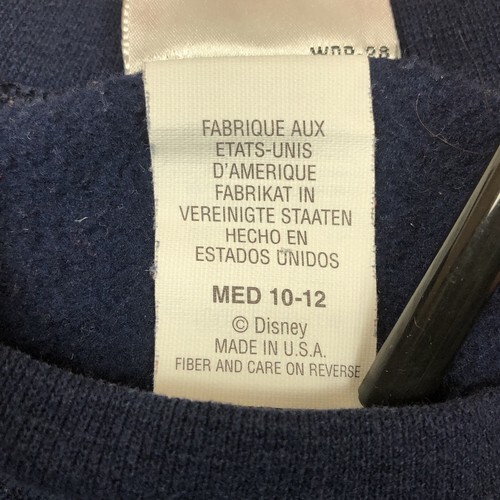 FABRIQUE AUX
ETATS-UNIS
D'AMERIQUE
FABRIKAT IN
VEREINIGTE STAATEN
HECHO EN
ESTADOS UNIDOS
MED 10-12
© Disney
MADE IN U.S.A.
FIBER AND CARE ON REVERSE